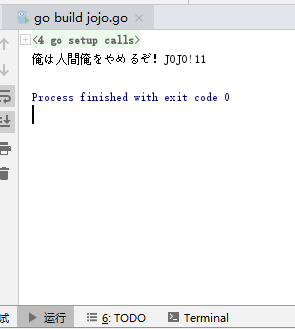 go build jojo.go ×
<4 go setup calls>
俺は人間俺をやめるぞ! JOJO!11
Process finished with exit code 0
试 运行 6: TODO Terminal